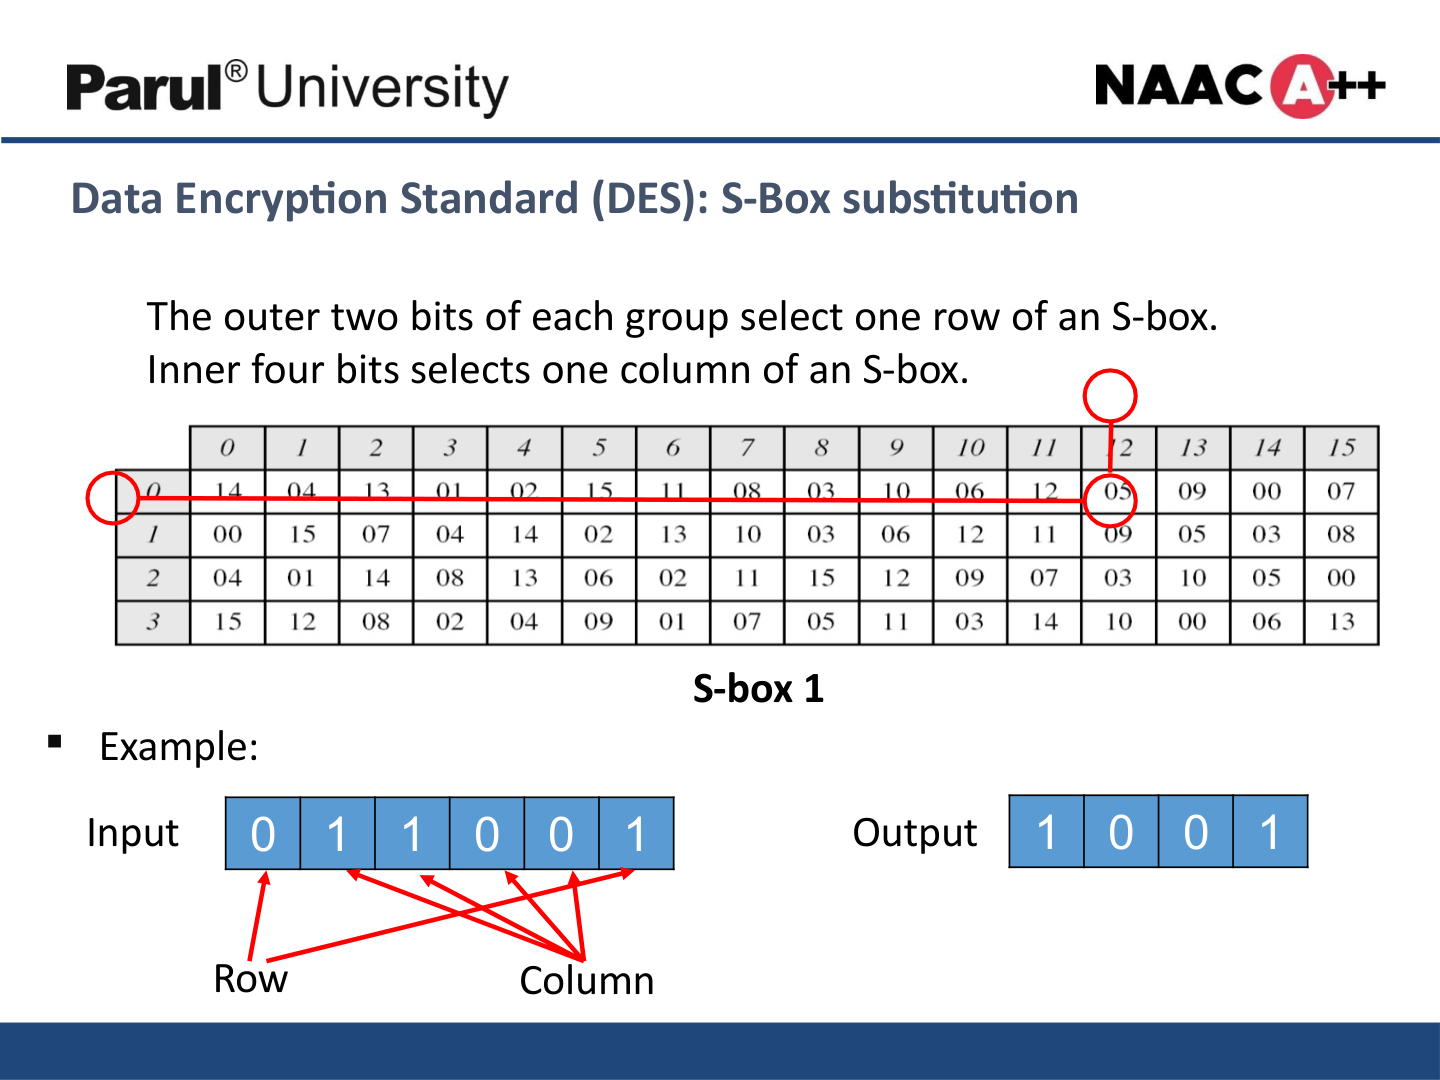 Parul® University
NAAC A++
Data Encryption Standard (DES): S-Box substitution
The outer two bits of each group select one row of an S-box.
Inner four bits selects one column of an S-box.
0 1 2 3 4 5 6 7 8 9 10 11 12 13 14 15
0 14 04 13 01 02 15 11 08 03 10 06 12 05 09 00 07
1 00 15 07 04 14 02 13 10 03 06 12 11 09 05 03 08
2 04 01 14 08 13 06 02 11 15 12 09 07 03 10 05 00
3 15 12 08 02 04 09 01 07 05 11 03 14 10 00 06 13
S-box 1
▪ Example:
Input 0 1 1 0 0 1 Output 1 0 0 1
Row Column